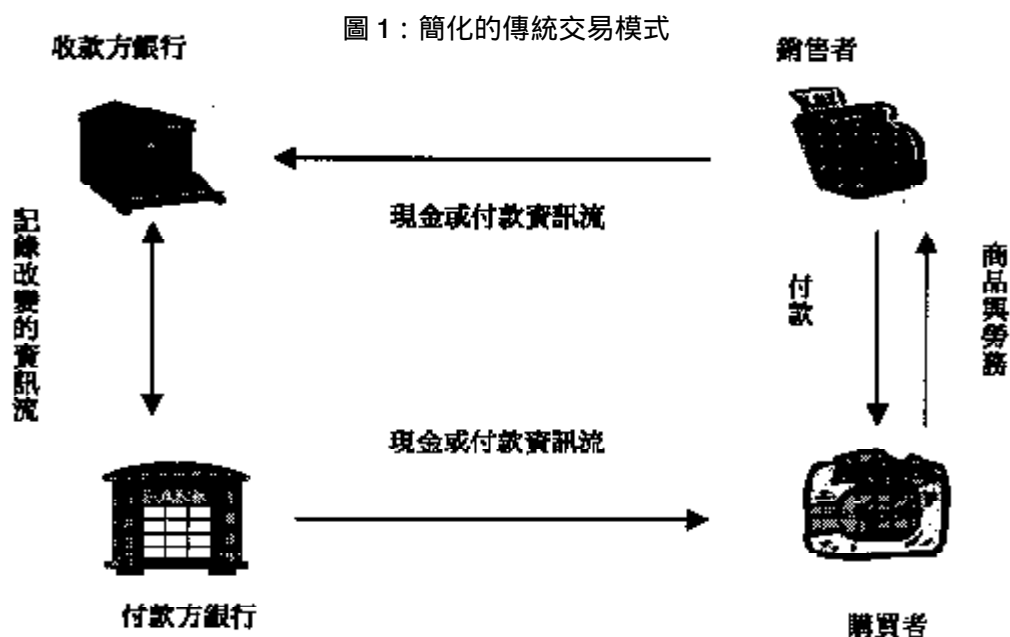 圖 1：簡化的傳統交易模式
收款方銀行
銷售者
現金或付款資訊流
記錄改變的資訊流
付款
商品與勞務
現金或付款資訊流
付款方銀行
購買者